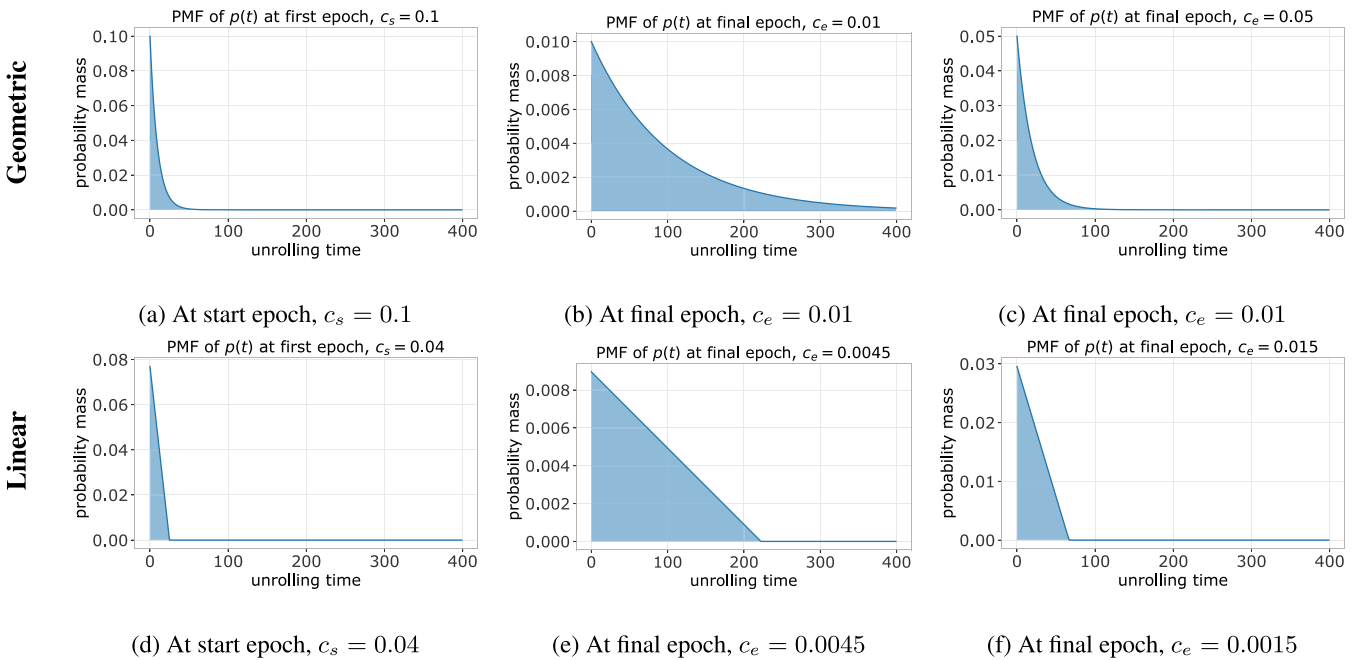 Geometric
PMF of p(t) at first epoch, c_s = 0.1
0.10
0.08
0.06
0.04
0.02
0.00
probability mass
0 100 200 300 400
unrolling time
(a) At start epoch, c_s = 0.1
PMF of p(t) at final epoch, c_e = 0.01
0.010
0.008
0.006
0.004
0.002
0.000
probability mass
0 100 200 300 400
unrolling time
(b) At final epoch, c_e = 0.01
PMF of p(t) at final epoch, c_e = 0.05
0.05
0.04
0.03
0.02
0.01
0.00
probability mass
0 100 200 300 400
unrolling time
(c) At final epoch, c_e = 0.01
Linear
PMF of p(t) at first epoch, c_s = 0.04
0.08
0.06
0.04
0.02
0.00
probability mass
0 100 200 300 400
unrolling time
(d) At start epoch, c_s = 0.04
PMF of p(t) at final epoch, c_e = 0.0045
0.008
0.006
0.004
0.002
0.000
probability mass
0 100 200 300 400
unrolling time
(e) At final epoch, c_e = 0.0045
PMF of p(t) at final epoch, c_e = 0.015
0.03
0.02
0.01
0.00
probability mass
0 100 200 300 400
unrolling time
(f) At final epoch, c_e = 0.0015